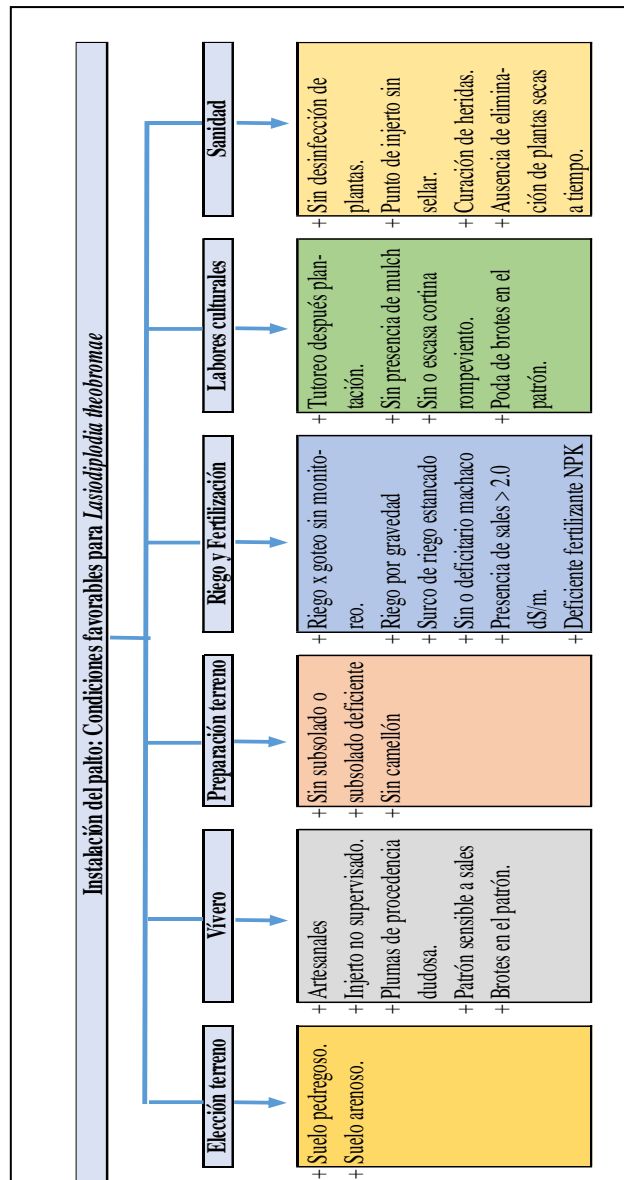 Instalación del palto: Condiciones favorables para Lasiodiplodia theobromae
Elección terreno
+ Suelo pedregoso.
+ Suelo arenoso.
Vívero
+ Artesanales
+ Injerto no supervisado.
+ Plumas de procedencia
dudosa.
+ Patrón sensible a sales
+ Brotes en el patrón.
Preparación terreno
+ Sin subsolado o
+ subsolado deficiente
+ Sin camellón
Riego y Fertilización
+ Riego x goteo sin monito-
reo.
+ Riego por gravedad
+ Surco de riego estancado
+ Sin o deficitario machaco
+ Presencia de sales > 2.0
dS/m.
+ Deficiente fertilizante NPK
Labores culturales
+ Tutoreo después plan-
tación.
+ Sin presencia de mulch
+ Sin o escasa cortina
rompeviento.
+ Poda de brotes en el
patrón.
Sanidad
+ Sin desinfección de
plantas.
+ Punto de injerto sin
sellar.
+ Curación de heridas.
+ Ausencia de elimina-
ción de plantas secas
a tiempo.